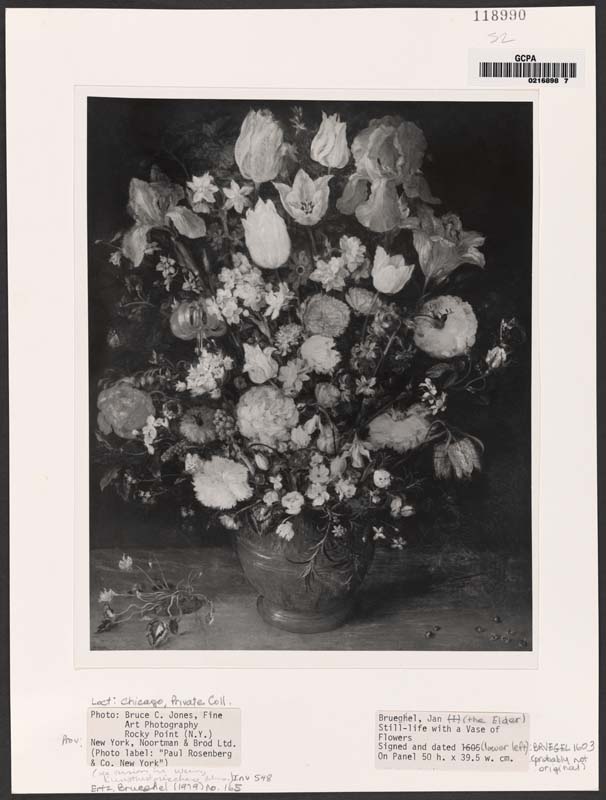 118990
52
GCPA
0216898 7
Loct: Chicago, Private Coll.
Photo: Bruce C. Jones, Fine
Art Photography
Rocky Point (N.Y.)
Prov: New York, Noortman & Brod Ltd.
(Photo label: "Paul Rosenberg
& Co. New York")
Inv 548
Ertz, Brueghel (1979) no. 165
Brueghel, Jan (I) (the Elder)
Still-life with a Vase of
Flowers
Signed and dated 1605 (lower left): BRVEGEL 1603
On Panel 50 h. x 39.5 w. cm. (probably not
original)